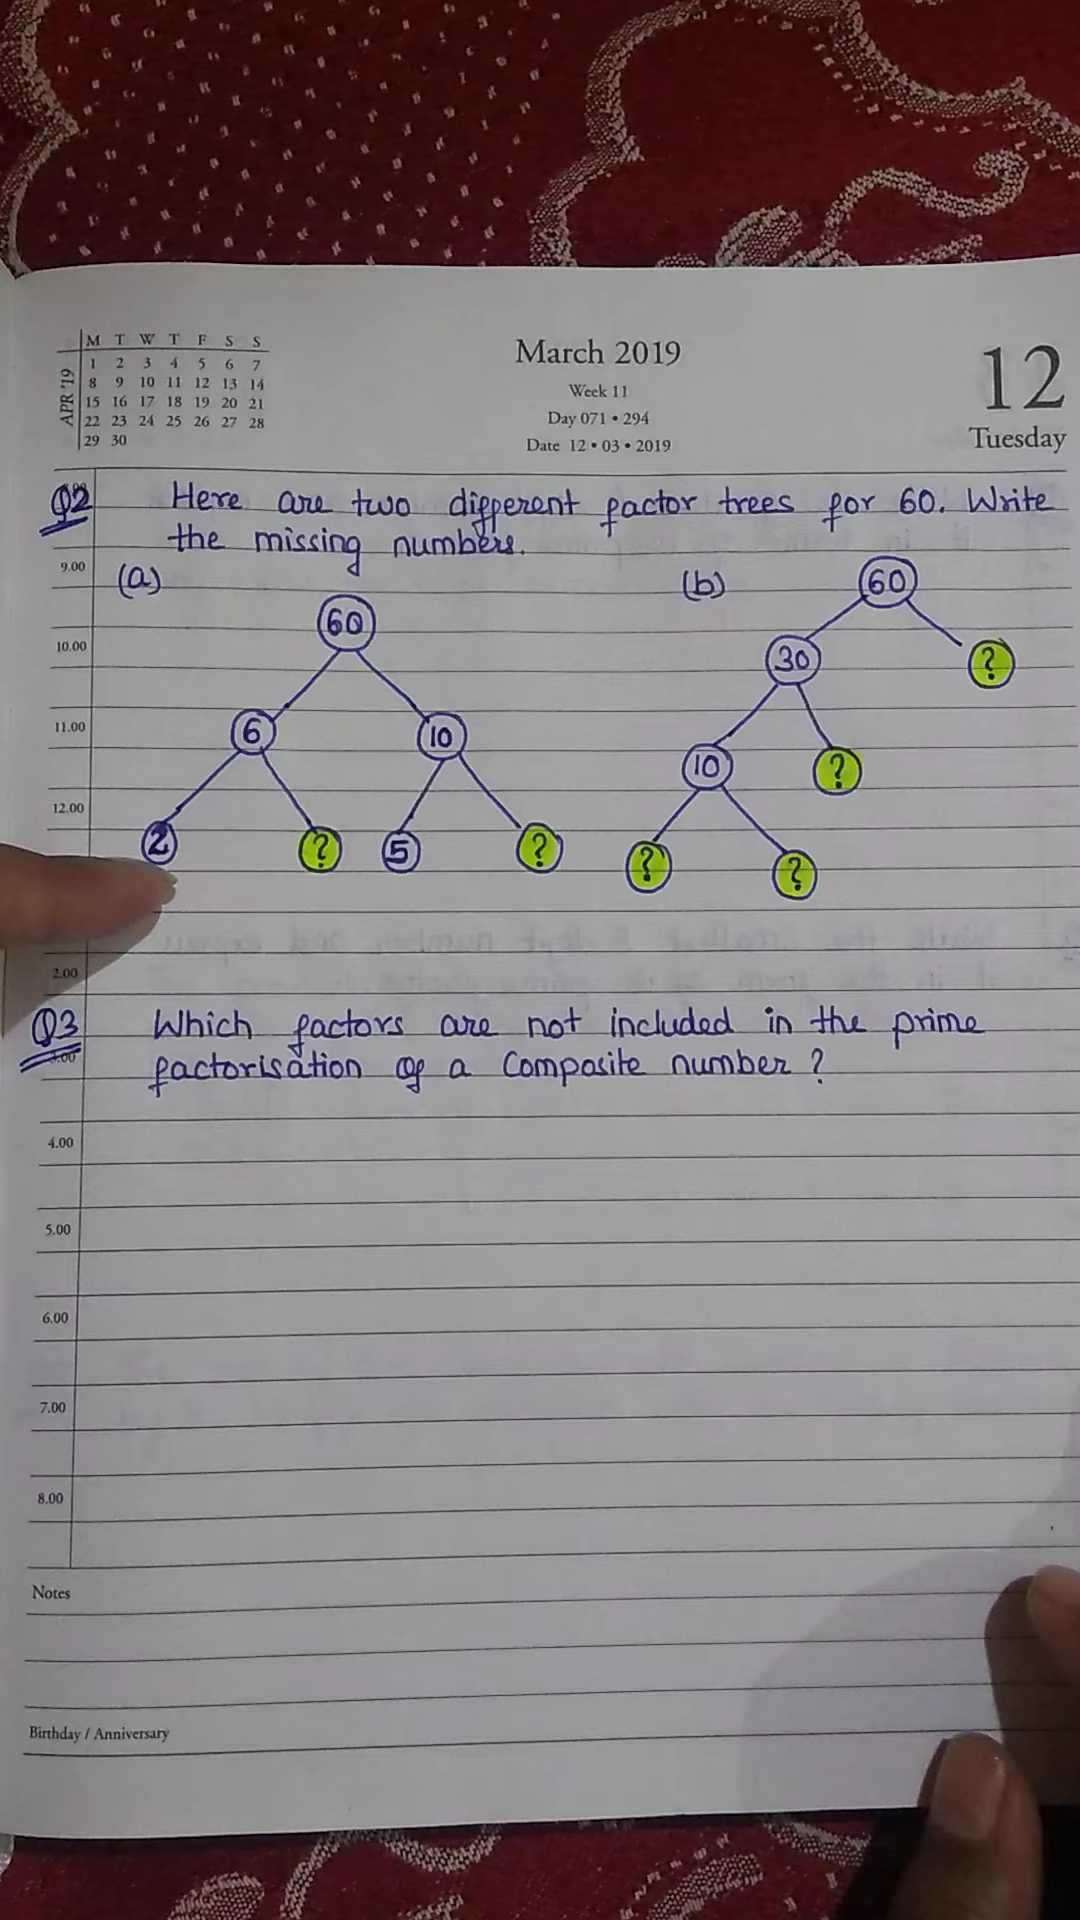 M T W T F S S
1 2 3 4 5 6 7
8 9 10 11 12 13 14
15 16 17 18 19 20 21
22 23 24 25 26 27 28
29 30
APR '19
March 2019
Week 11
Day 071 • 294
Date 12 • 03 • 2019
12
Tuesday
Q2 Here are two different factor trees for 60. Write
the missing numbers.
9.00
(a)
(b)
60
60
10.00
30
?
11.00
6
10
10
?
12.00
2
?
5
?
?
?
2.00
Q3 Which factors are not included in the prime
3.00
factorisation of a Composite number?
4.00
5.00
6.00
7.00
8.00
Notes
Birthday / Anniversary